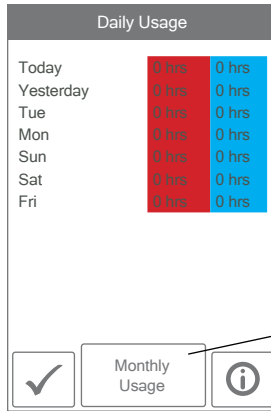 Daily Usage
Today 0 hrs 0 hrs
Yesterday 0 hrs 0 hrs
Tue 0 hrs 0 hrs
Mon 0 hrs 0 hrs
Sun 0 hrs 0 hrs
Sat 0 hrs 0 hrs
Fri 0 hrs 0 hrs
Monthly
Usage